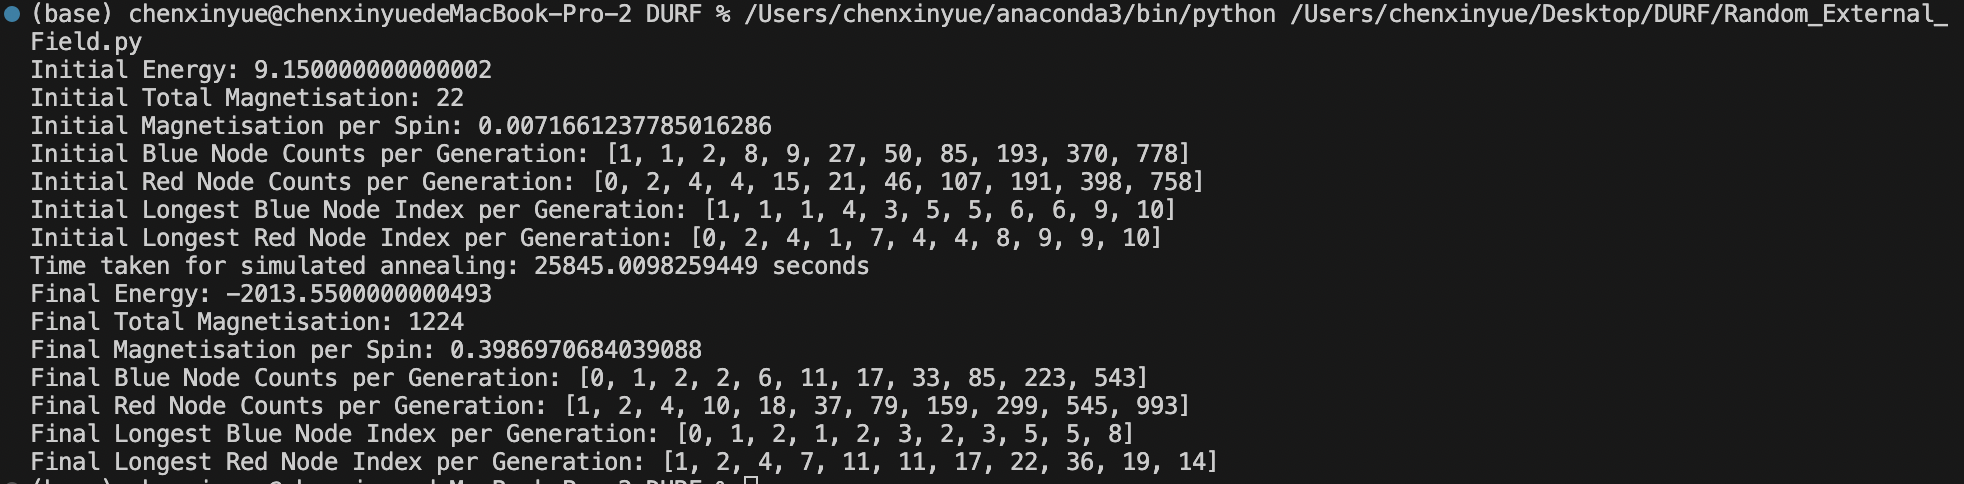 (base) chenxinyue@chenxinyuedeMacBook-Pro-2 DURF % /Users/chenxinyue/anaconda3/bin/python /Users/chenxinyue/Desktop/DURF/Random_External_
Field.py
Initial Energy: 9.150000000000002
Initial Total Magnetisation: 22
Initial Magnetisation per Spin: 0.0071661237785016286
Initial Blue Node Counts per Generation: [1, 1, 2, 8, 9, 27, 50, 85, 193, 370, 778]
Initial Red Node Counts per Generation: [0, 2, 4, 4, 15, 21, 46, 107, 191, 398, 758]
Initial Longest Blue Node Index per Generation: [1, 1, 1, 4, 3, 5, 5, 6, 6, 9, 10]
Initial Longest Red Node Index per Generation: [0, 2, 4, 1, 7, 4, 4, 8, 9, 9, 10]
Time taken for simulated annealing: 25845.0098259449 seconds
Final Energy: -2013.5500000000493
Final Total Magnetisation: 1224
Final Magnetisation per Spin: 0.3986970684039088
Final Blue Node Counts per Generation: [0, 1, 2, 2, 6, 11, 17, 33, 85, 223, 543]
Final Red Node Counts per Generation: [1, 2, 4, 10, 18, 37, 79, 159, 299, 545, 993]
Final Longest Blue Node Index per Generation: [0, 1, 2, 1, 2, 3, 2, 3, 5, 5, 8]
Final Longest Red Node Index per Generation: [1, 2, 4, 7, 11, 11, 17, 22, 36, 19, 14]